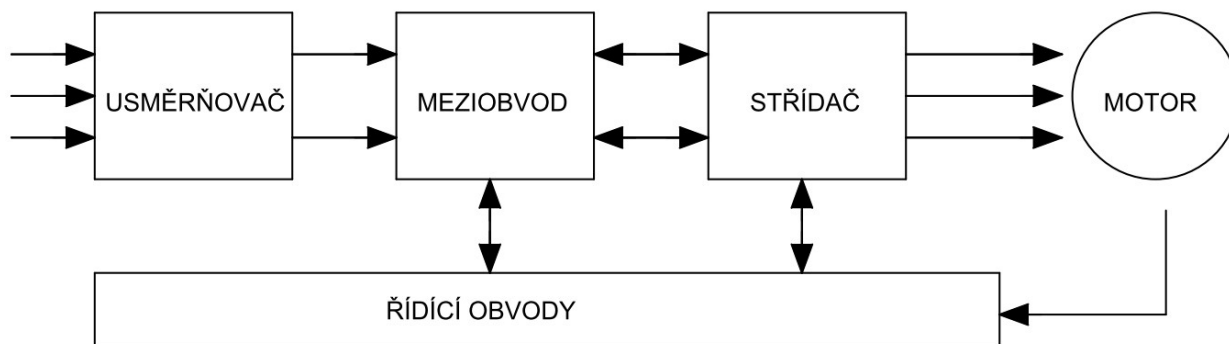 USMĚRŇOVAČ
MEZIOBVOD
STŘÍDAČ
MOTOR
ŘÍDÍCÍ OBVODY